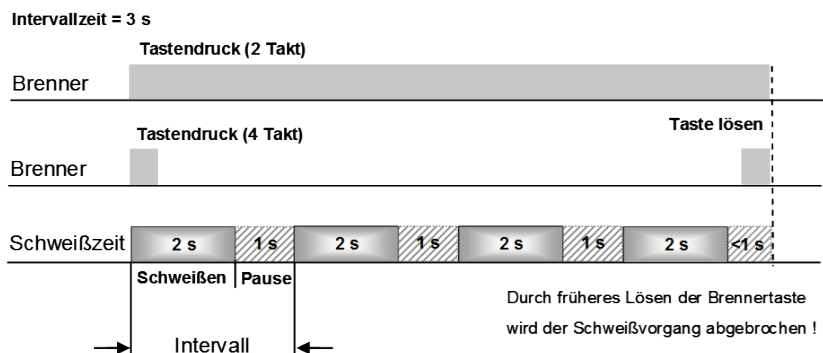 Intervallzeit = 3 s
Tastendruck (2 Takt)
Brenner
Tastendruck (4 Takt)
Taste lösen
Brenner
Schweißzeit 2 s 1 s 2 s 1 s 2 s 1 s 2 s <1 s
Schweißen Pause
Durch früheres Lösen der Brennertaste
wird der Schweißvorgang abgebrochen !
Intervall